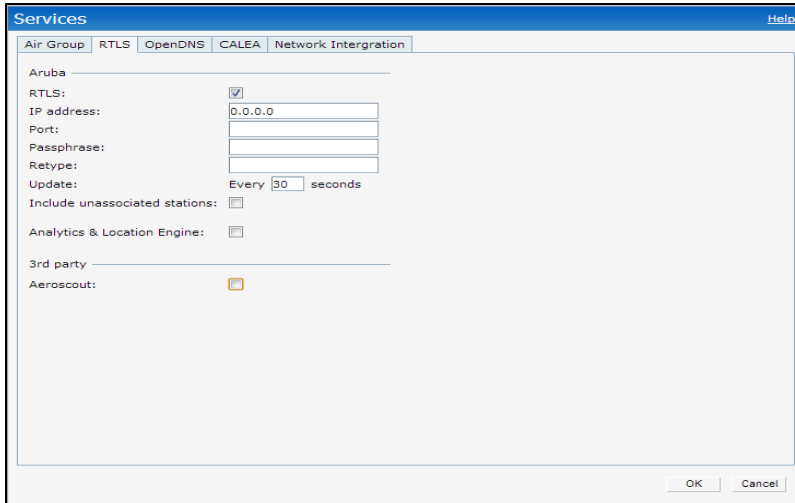 Services Help
Air Group RTLS OpenDNS CALEA Network Intergration
Aruba
RTLS:
IP address: 0.0.0.0
Port:
Passphrase:
Retype:
Update: Every 30 seconds
Include unassociated stations:
Analytics & Location Engine:
3rd party
Aeroscout:
OK Cancel